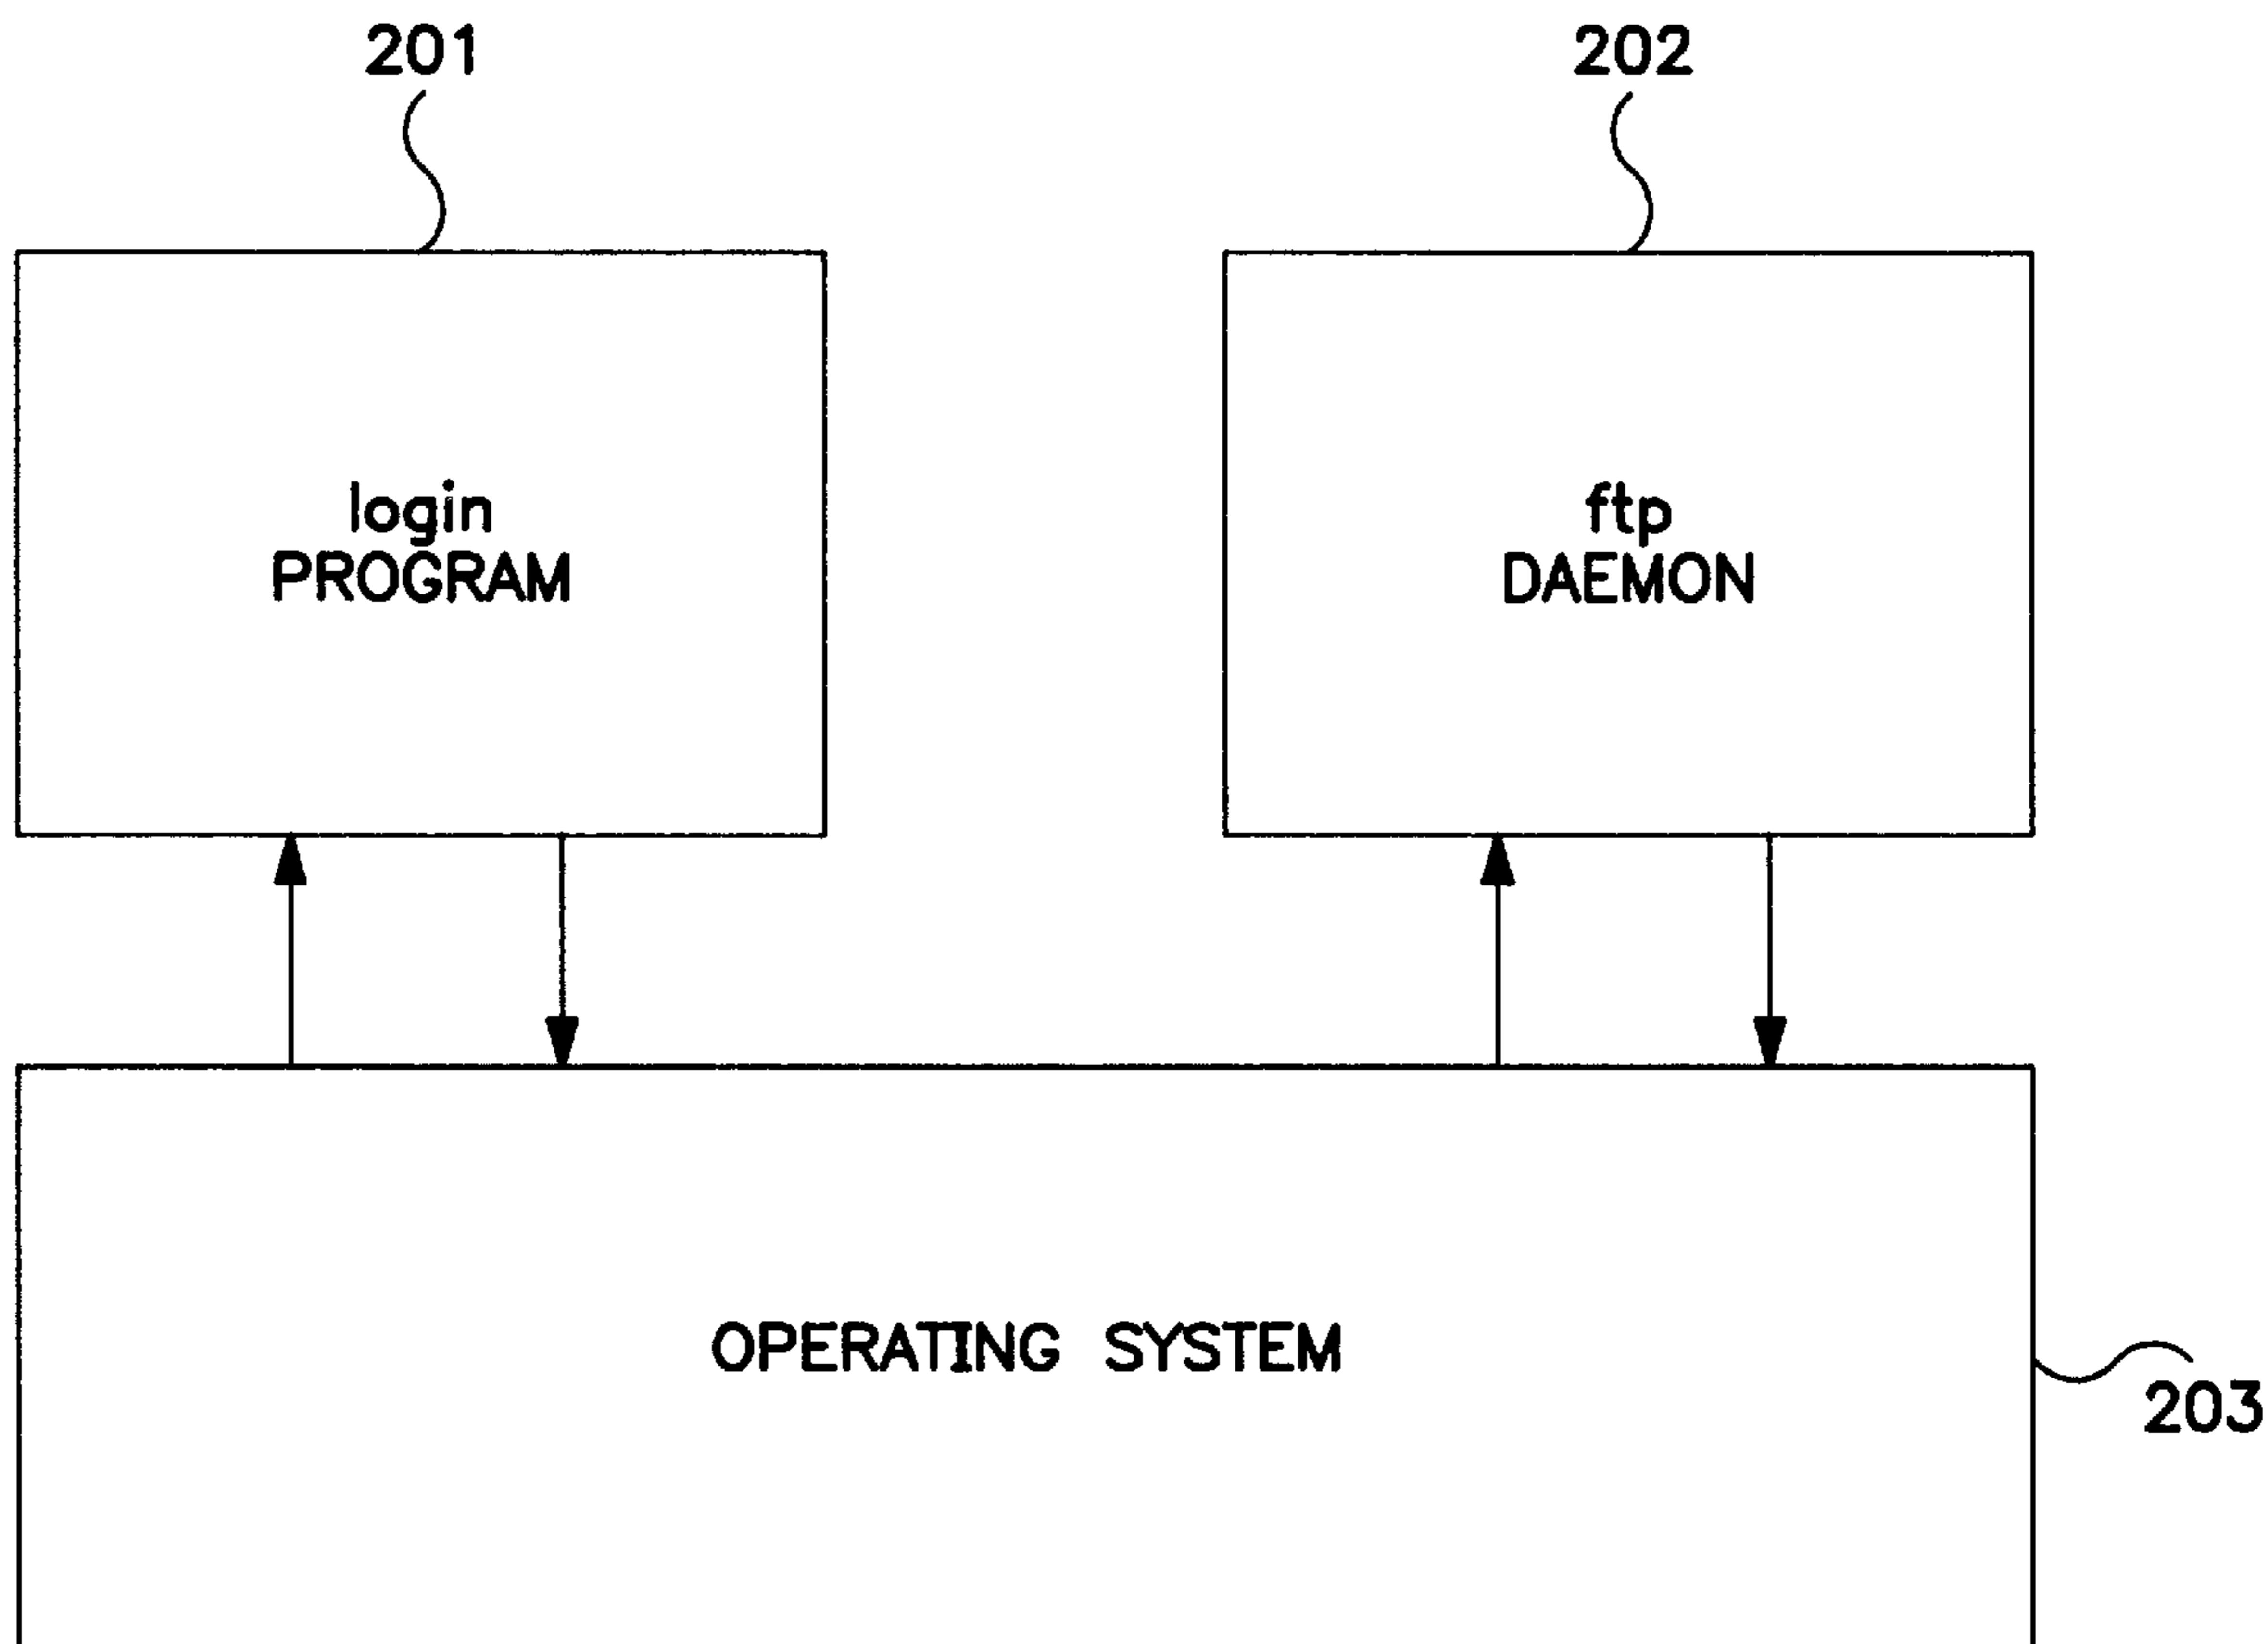 201
202
login
PROGRAM
ftp
DAEMON
OPERATING SYSTEM
203